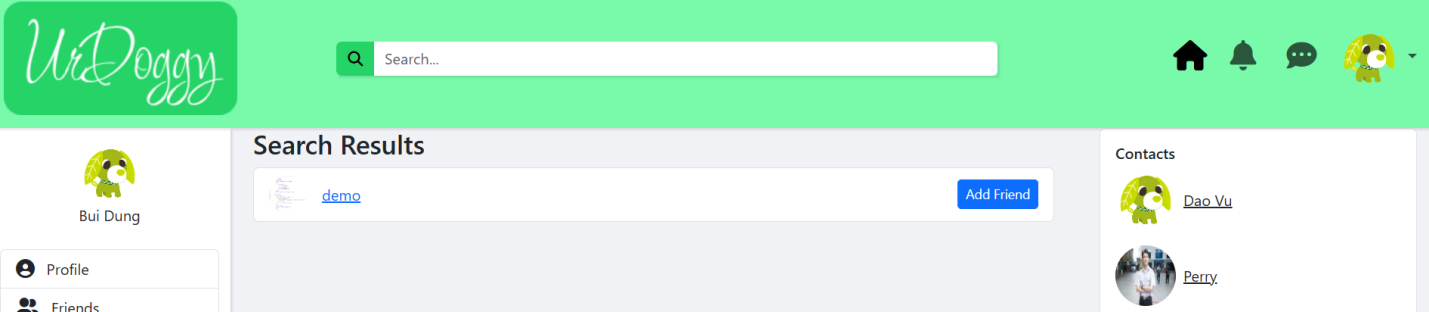 UrDoggy
Search...
Search Results
demo
Add Friend
Bui Dung
Profile
Friends
Contacts
Dao Vu
Perry